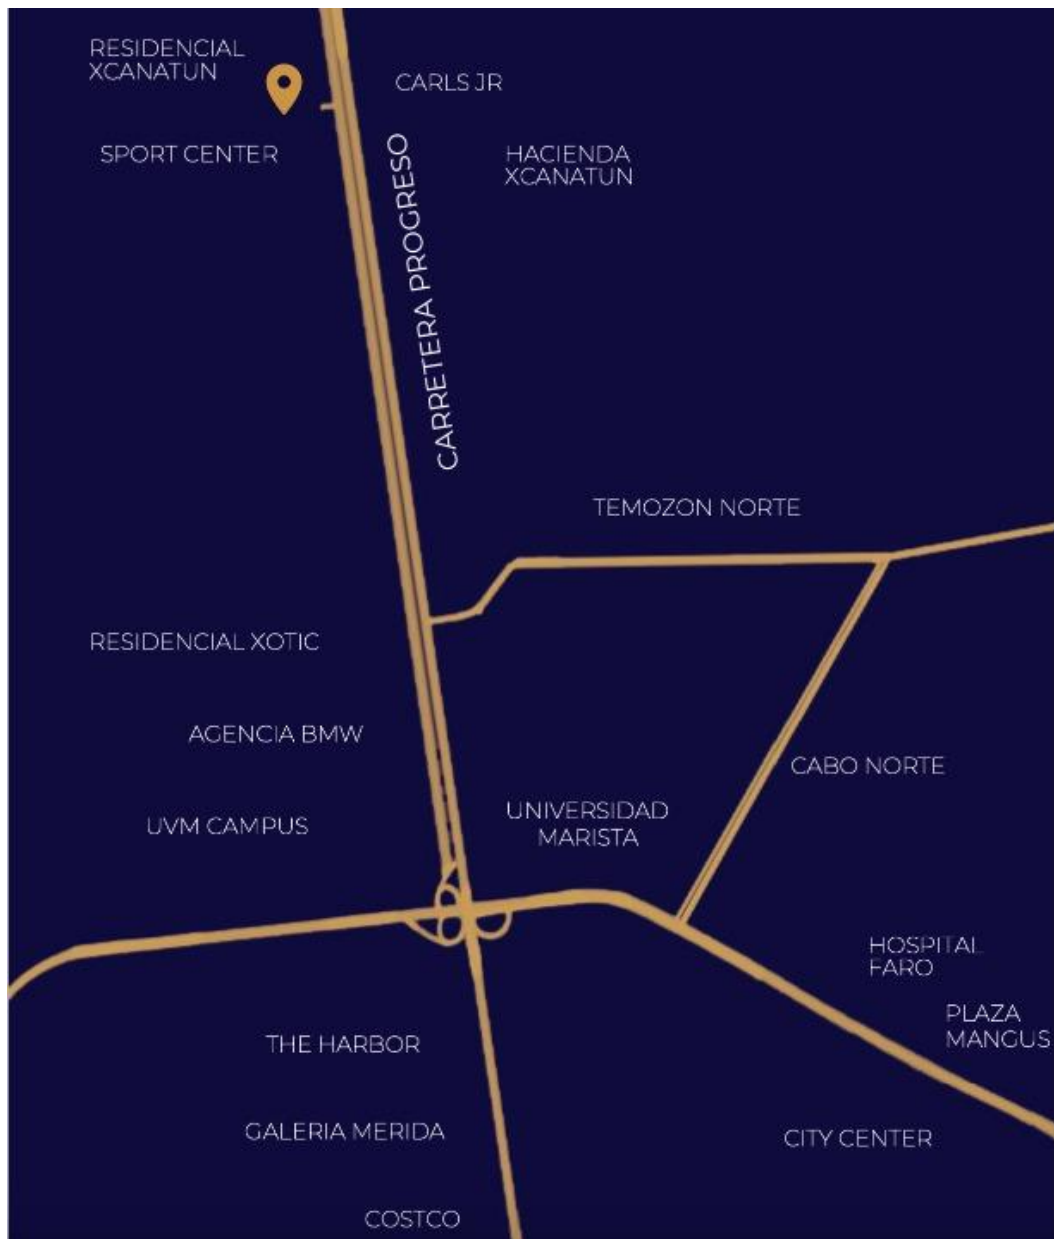 RESIDENCIAL
XCANATUN
CARLS JR
SPORT CENTER
HACIENDA
XCANATUN
CARRETERA PROGRESO
TEMOZON NORTE
RESIDENCIAL XOTIC
AGENCIA BMW
CABO NORTE
UNIVERSIDAD
MARISTA
UVM CAMPUS
HOSPITAL
FARO
PLAZA
MANGUS
THE HARBOR
GALERIA MERIDA
CITY CENTER
COSTCO